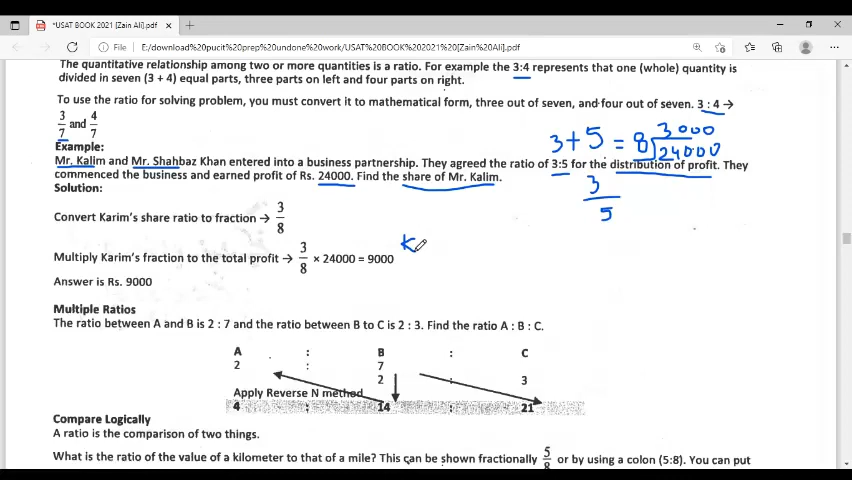 *USAT BOOK 2021 [Zain Ali].pdf
File E:/download%20pucit%20prep%20undone%20work/USAT%20BOOK%202021%20[Zain%20Ali].pdf
The quantitative relationship among two or more quantities is a ratio. For example the 3:4 represents that one (whole) quantity is
divided in seven (3 + 4) equal parts, three parts on left and four parts on right.
To use the ratio for solving problem, you must convert it to mathematical form, three out of seven, and four out of seven. 3 : 4 →
3/7 and 4/7
3+5 = 8 3000
24000
Example:
Mr. Kalim and Mr. Shahbaz Khan entered into a business partnership. They agreed the ratio of 3:5 for the distribution of profit. They
commenced the business and earned profit of Rs. 24000. Find the share of Mr. Kalim.
3/5
Solution:
Convert Karim's share ratio to fraction → 3/8
K
Multiply Karim's fraction to the total profit → 3/8 × 24000 = 9000
Answer is Rs. 9000
Multiple Ratios
The ratio between A and B is 2 : 7 and the ratio between B to C is 2 : 3. Find the ratio A : B : C.
A : B : C
2 : 7
2 : 3
Apply Reverse N method
4 : 14 : 21
Compare Logically
A ratio is the comparison of two things.
What is the ratio of the value of a kilometer to that of a mile? This can be shown fractionally 5/8 or by using a colon (5:8). You can put